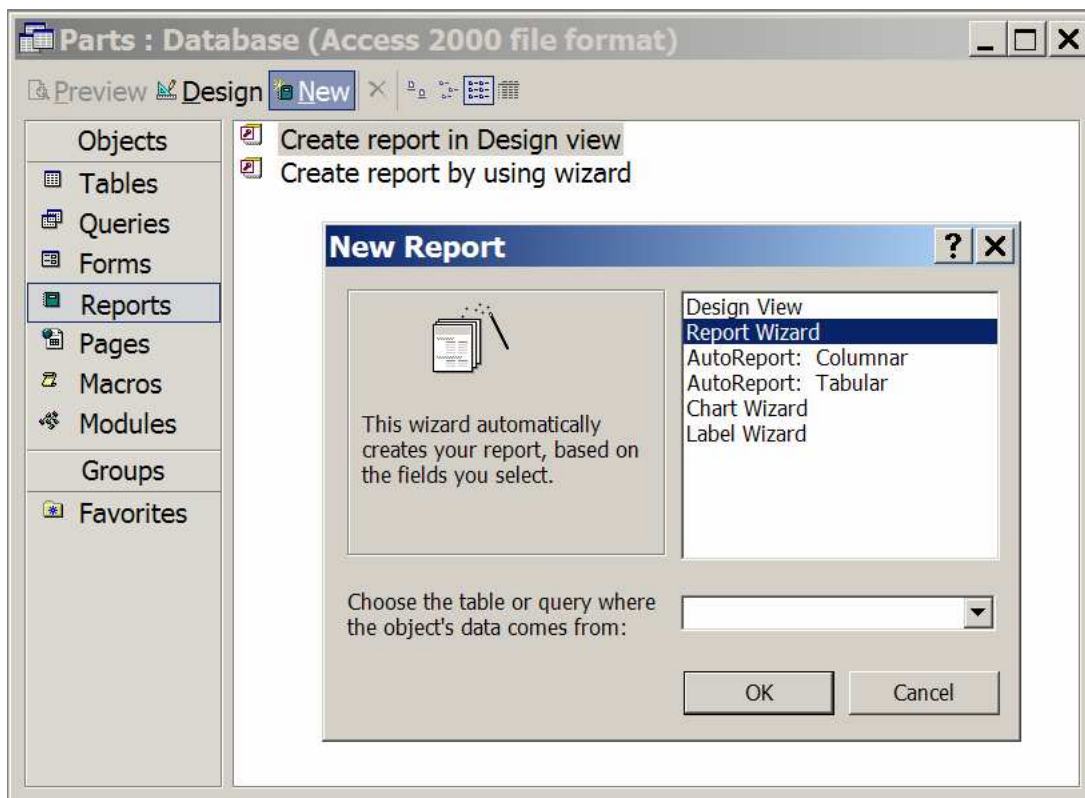 Parts : Database (Access 2000 file format)
Preview Design New
Objects
Tables
Queries
Forms
Reports
Pages
Macros
Modules
Groups
Favorites
Create report in Design view
Create report by using wizard
New Report
This wizard automatically
creates your report, based on
the fields you select.
Design View
Report Wizard
AutoReport: Columnar
AutoReport: Tabular
Chart Wizard
Label Wizard
Choose the table or query where
the object's data comes from:
OK Cancel